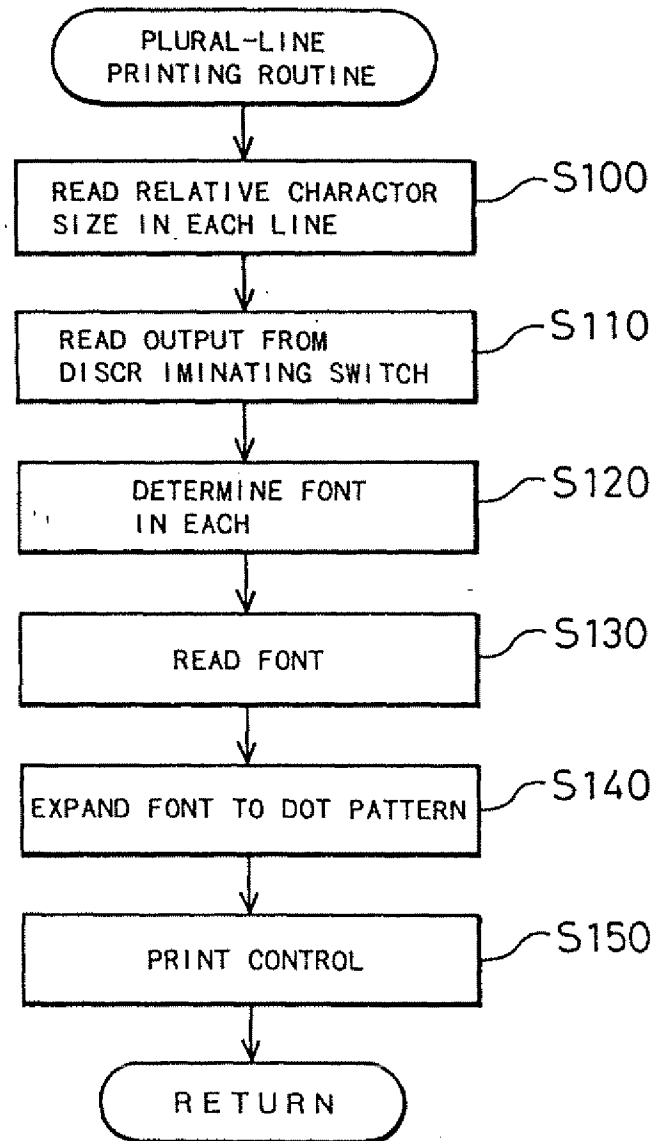 PLURAL-LINE
PRINTING ROUTINE
READ RELATIVE CHARACTOR
SIZE IN EACH LINE
S100
READ OUTPUT FROM
DISCR IMINATING SWITCH
S110
DETERMINE FONT
IN EACH
S120
READ FONT
S130
EXPAND FONT TO DOT PATTERN
S140
PRINT CONTROL
S150
RETURN